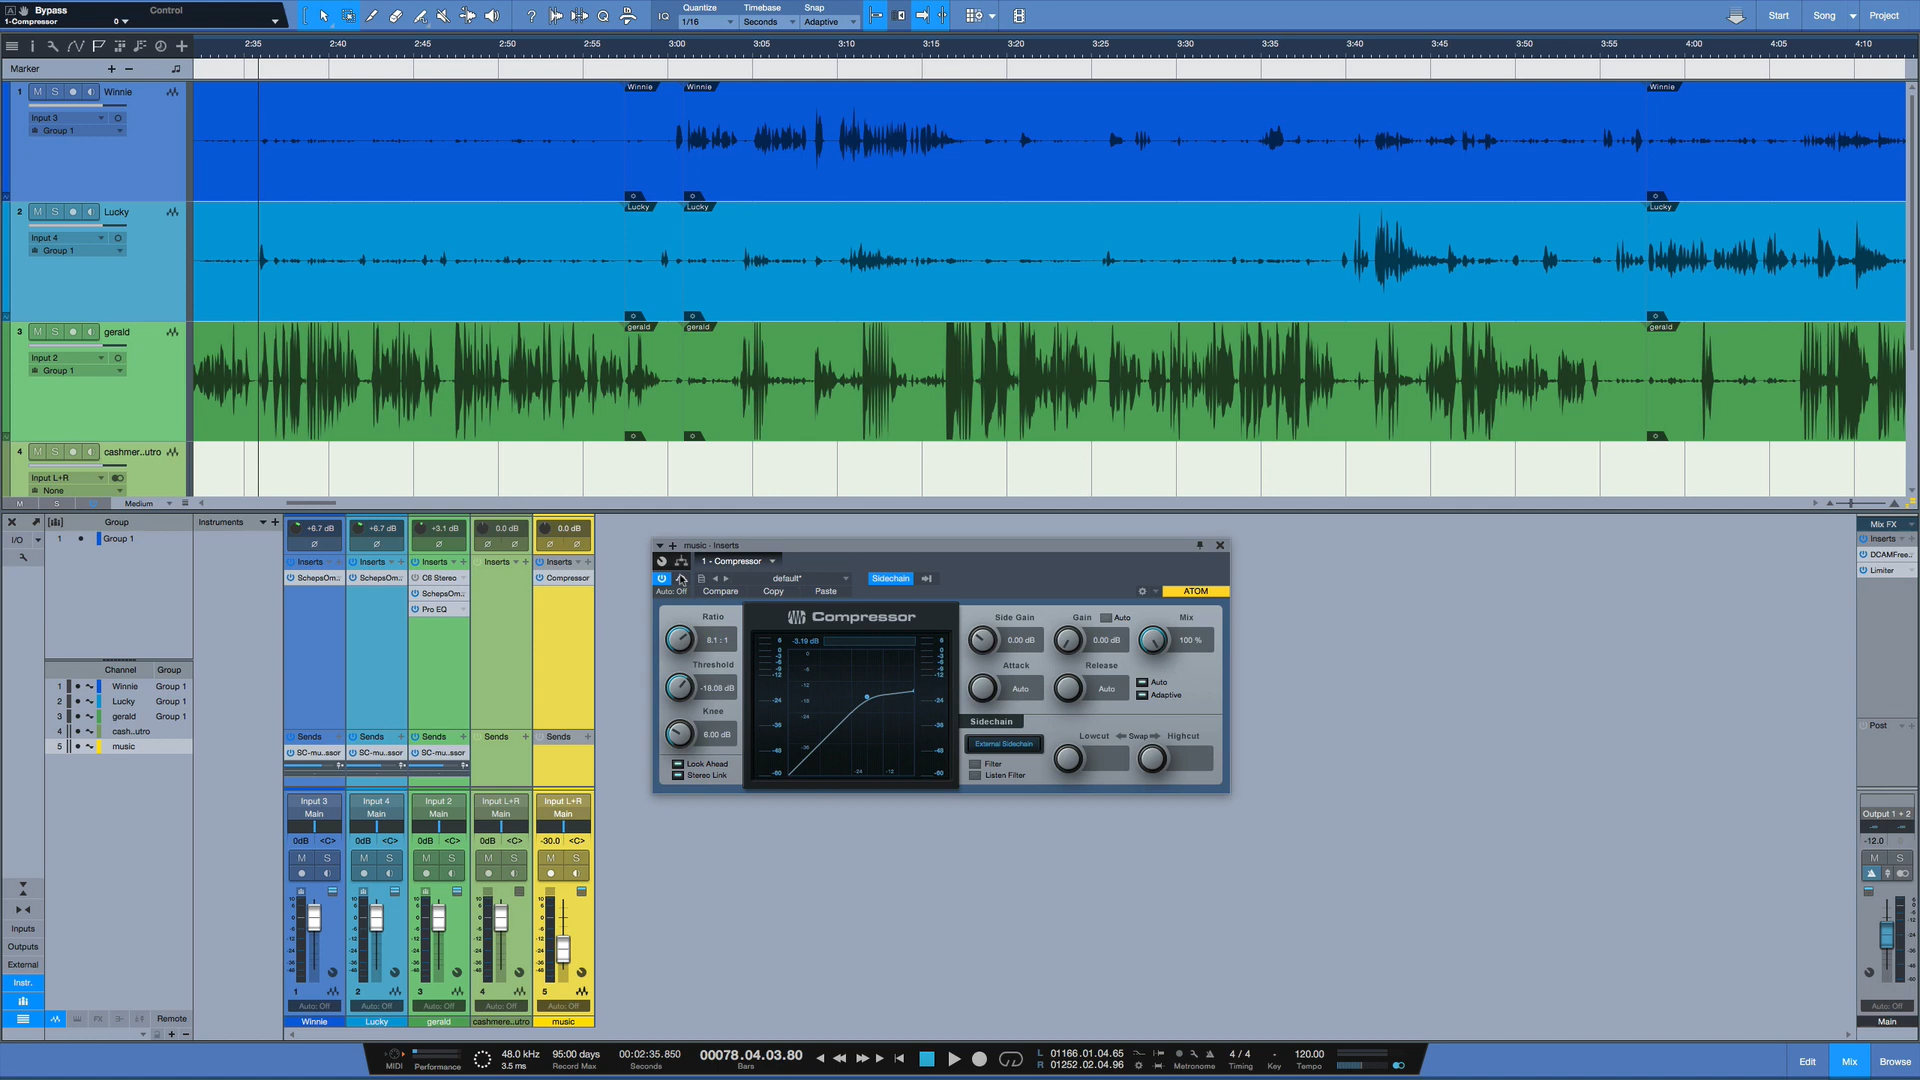 Bypass
1-Compressor
0
Control
IQ
Quantize
1/16
Timebase
Seconds
Snap
Adaptive
Start
Song
Project
2:35 2:40 2:45 2:50 2:55 3:00 3:05 3:10 3:15 3:20 3:25 3:30 3:35 3:40 3:45 3:50 3:55 4:00 4:05 4:10
Marker
1 M S Winnie
Input 3
Group 1
Winnie Winnie Winnie
2 M S Lucky
Input 4
Group 1
Lucky Lucky Lucky
3 M S gerald
Input 2
Group 1
gerald gerald gerald
4 M S cashmer..utro
Input L+R
None
M S Medium
I/O
Group
1 Group 1
Instruments
+6.7 dB +6.7 dB +3.1 dB 0.0 dB 0.0 dB
Inserts Inserts Inserts Inserts Inserts
SchepsOm.. SchepsOm.. C6 Stereo Compressor
SchepsOm..
Pro EQ
Sends Sends Sends Sends Sends
SC-mu..ssor SC-mu..ssor SC-mu..ssor
Channel Group
1 Winnie Group 1
2 Lucky Group 1
3 gerald Group 1
4 cash..utro
5 music
Input 3 Input 4 Input 2 Input L+R Input L+R
Main Main Main Main Main
0dB <C> 0dB <C> 0dB <C> 0dB <C> -30.0 <C>
M S M S M S M S M S
1 2 3 4 5
Auto: Off Auto: Off Auto: Off Auto: Off Auto: Off
Winnie Lucky gerald cashmere..utro music
Inputs
Outputs
External
Instr.
FX
Remote
music - Inserts
1 - Compressor
default*
Sidechain
Auto: Off
Compare Copy Paste
ATOM
Compressor
Ratio
8.1 : 1
Threshold
-18.08 dB
Knee
6.00 dB
Look Ahead
Stereo Link
-3.19 dB
Side Gain
0.00 dB
Gain Auto
0.00 dB
Mix
100 %
Attack
Auto
Release
Auto
Auto
Adaptive
Sidechain
External Sidechain
Filter
Listen Filter
Lowcut Swap Highcut
Mix FX
Inserts
DCAMFree..
Limiter
Post
Output 1 + 2
-12.0
M S
Auto: Off
Main
MIDI
Performance
48.0 kHz
3.5 ms
95:00 days
Record Max
00:02:35.850
Seconds
00078.04.03.80
Bars
L 01166.01.04.65
R 01252.02.04.96
Metronome
4 / 4
Timing
-
Key
120.00
Tempo
Edit
Mix
Browse